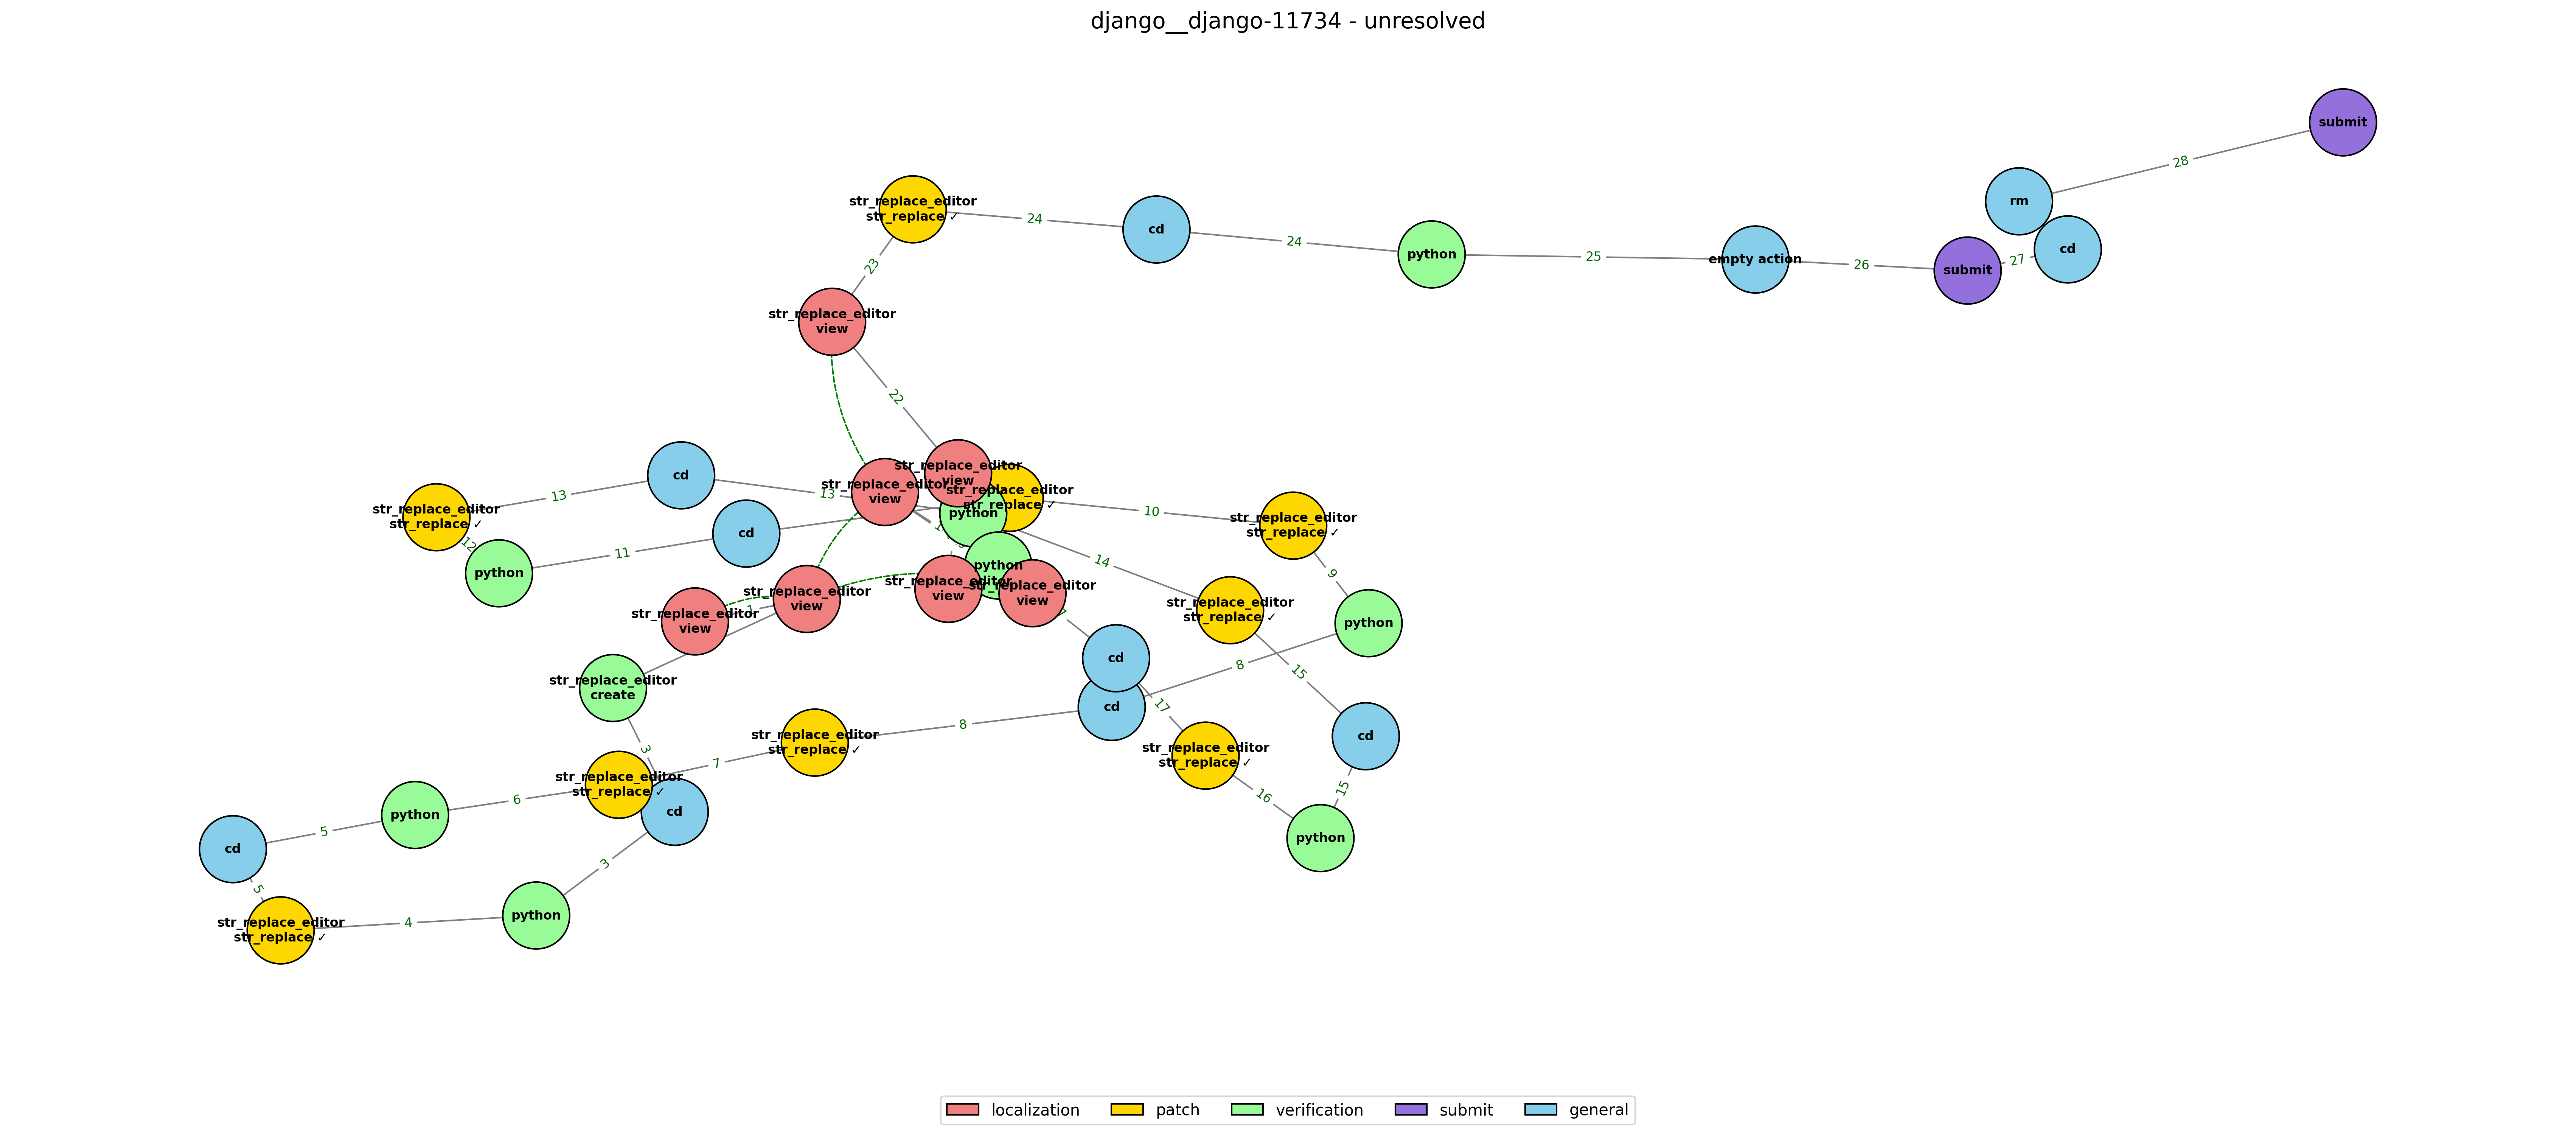 django__django-11734 - unresolved
submit
28
rm
str_replace_editor
str_replace ✓
24
cd
24
python
25
empty action
26
submit
27
cd
23
str_replace_editor
view
22
str_replace_editor
view
cd
13
13
str_replace_editor
view
str_replace_editor
str_replace ✓
python
10
str_replace_editor
str_replace ✓
str_replace_editor
str_replace ✓
12
cd
11
python
9
14
python
str_replace_editor
view
str_replace_editor
view
str_replace_editor
view
1
str_replace_editor
view
str_replace_editor
str_replace ✓
python
cd
8
15
str_replace_editor
create
17
cd
3
str_replace_editor
str_replace ✓
8
7
str_replace_editor
str_replace ✓
cd
str_replace_editor
str_replace ✓
cd
15
16
6
python
5
cd
python
cd
3
5
str_replace_editor
str_replace ✓
4
python
localization
patch
verification
submit
general